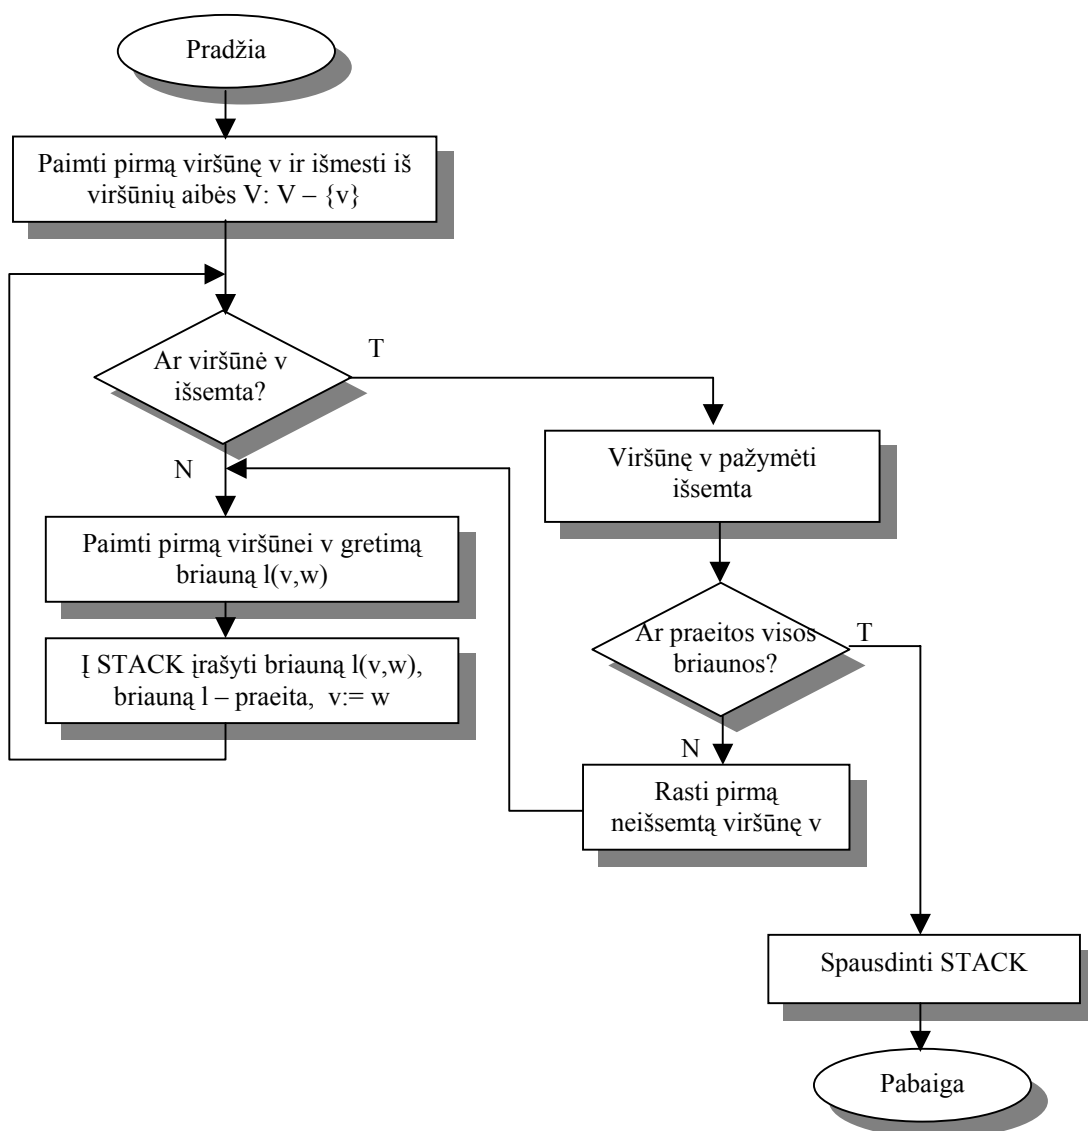 Pradžia
Paimti pirmą viršūnę v ir išmesti iš
viršūnių aibės V: V – {v}
Ar viršūnė v
išsemta?
T
N
Paimti pirmą viršūnei v gretimą
briauną l(v,w)
Į STACK įrašyti briauną l(v,w),
briauną l – praeita, v:= w
Viršūnę v pažymėti
išsemta
Ar praeitos visos
briaunos?
T
N
Rasti pirmą
neišsemtą viršūnę v
Spausdinti STACK
Pabaiga